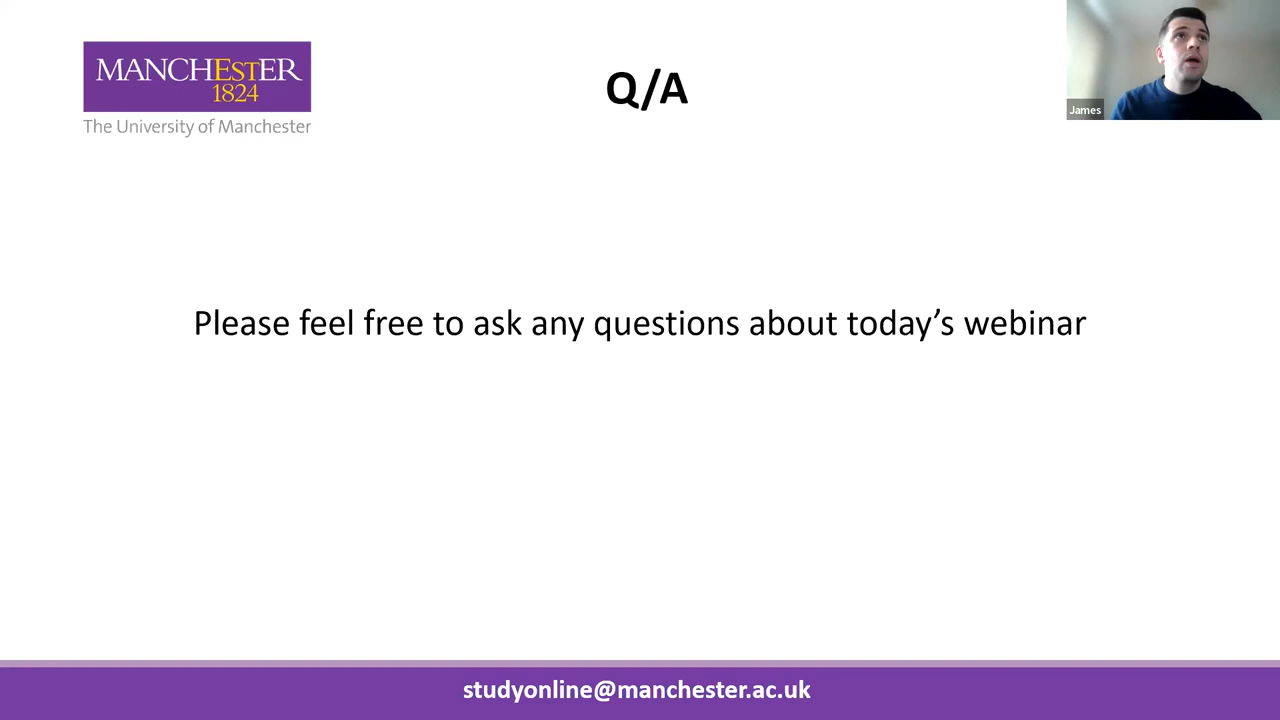 MANCHESTER
1824
The University of Manchester
Q/A
James
Please feel free to ask any questions about today’s webinar
studyonline@manchester.ac.uk